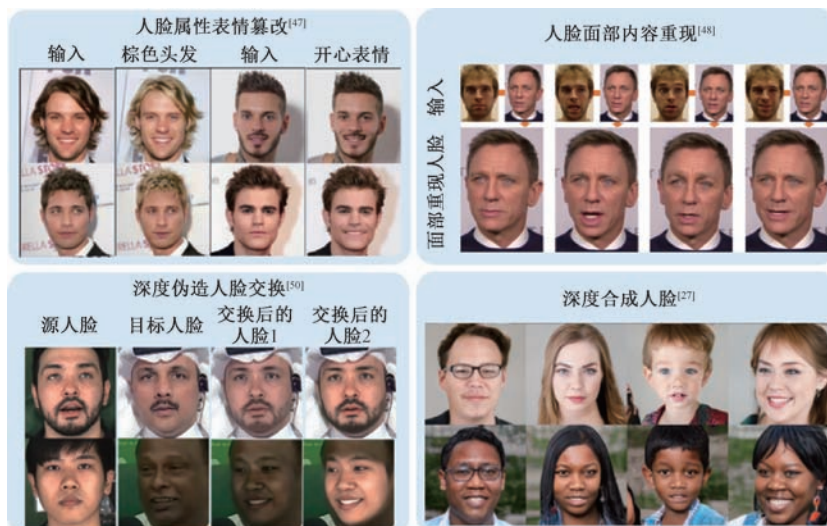 人脸属性表情篡改[47]
输入 棕色头发 输入 开心表情
人脸面部内容重现[48]
输入
面部重现人脸
深度伪造人脸交换[50]
源人脸 目标人脸 交换后的人脸1 交换后的人脸2
深度合成人脸[27]